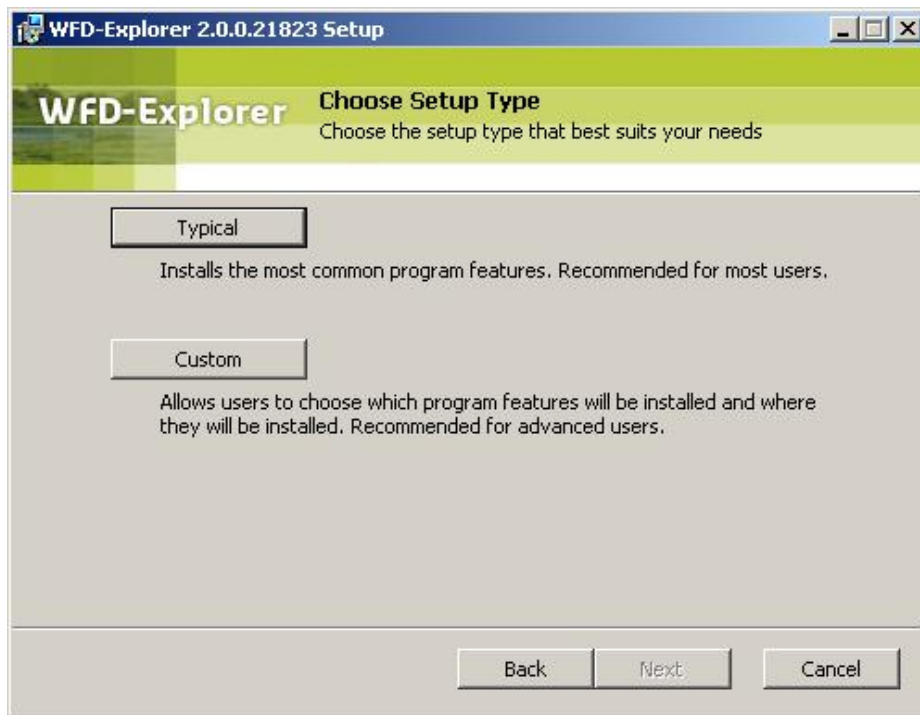 WFD-Explorer 2.0.0.21823 Setup
WFD-Explorer
Choose Setup Type
Choose the setup type that best suits your needs
Typical
Installs the most common program features. Recommended for most users.
Custom
Allows users to choose which program features will be installed and where
they will be installed. Recommended for advanced users.
Back
Next
Cancel